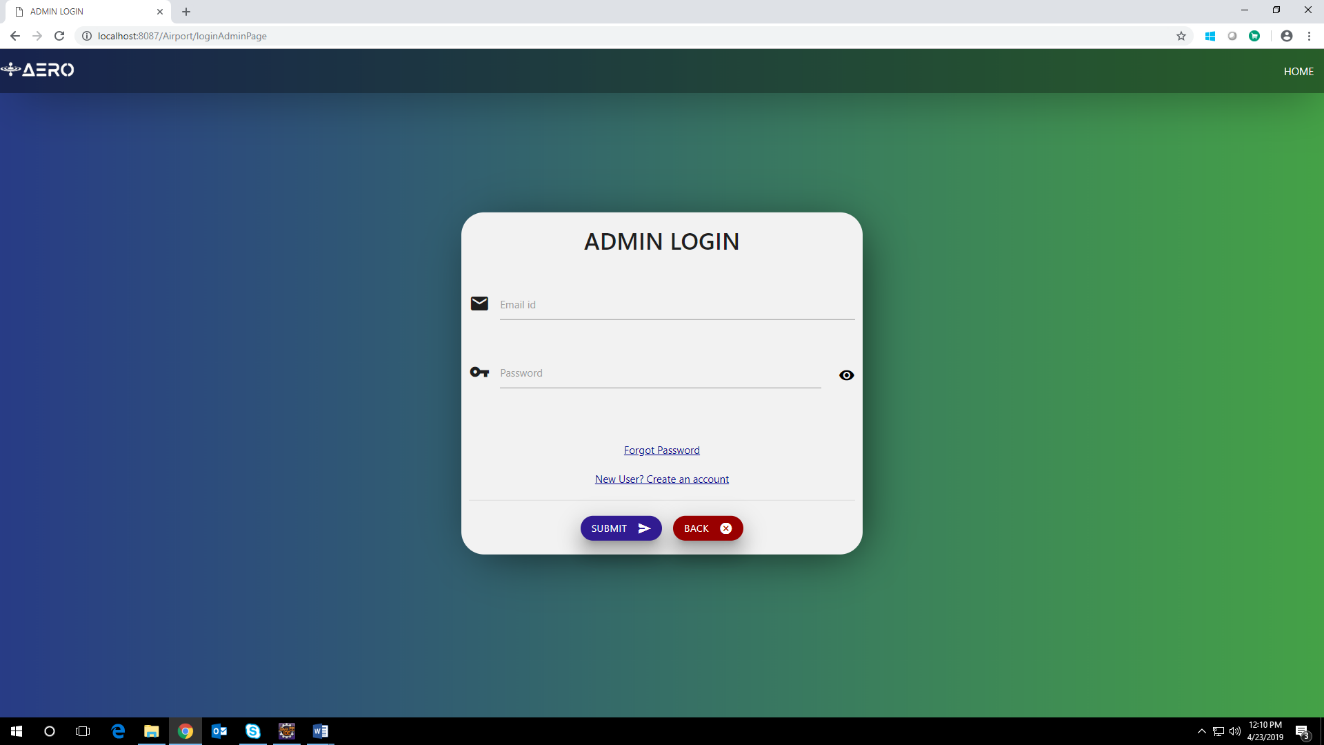 ADMIN LOGIN
localhost:8087/Airport/loginAdminPage
AERO
HOME
ADMIN LOGIN
Email id
Password
Forgot Password
New User? Create an account
SUBMIT
BACK
12:10 PM
4/23/2019
3